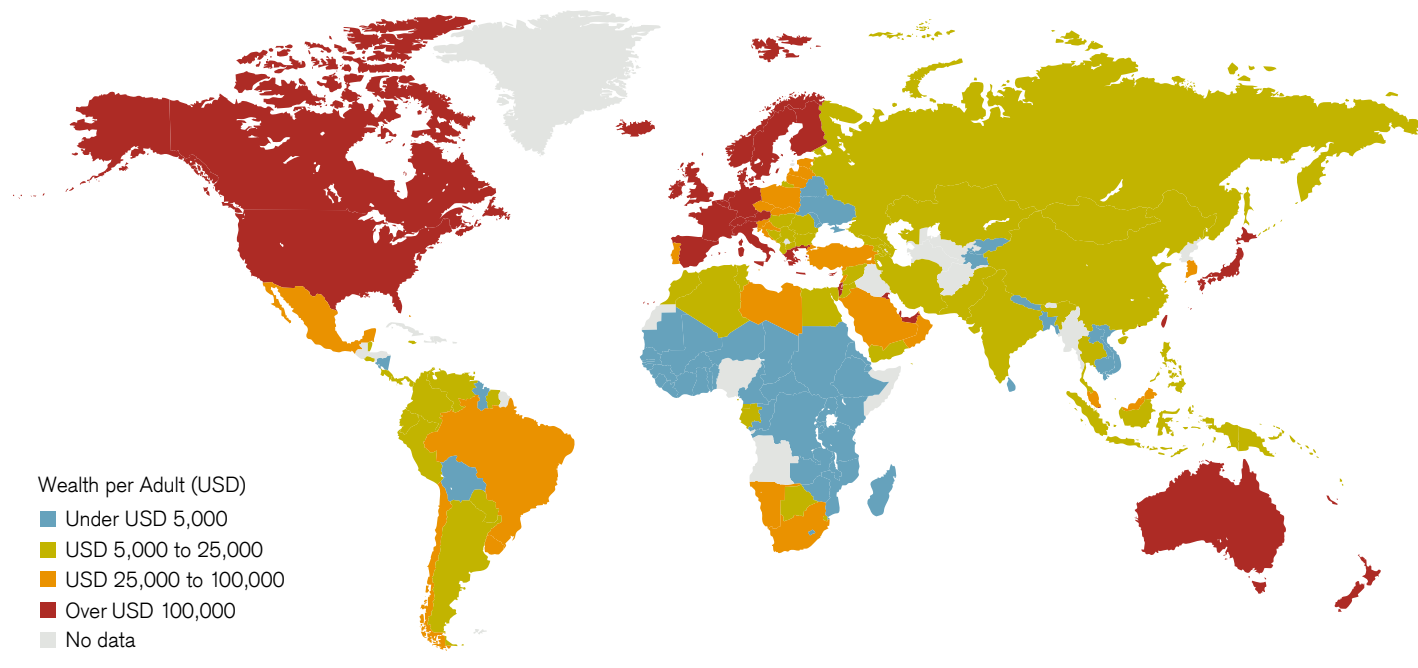 Wealth per Adult (USD)
Under USD 5,000
USD 5,000 to 25,000
USD 25,000 to 100,000
Over USD 100,000
No data